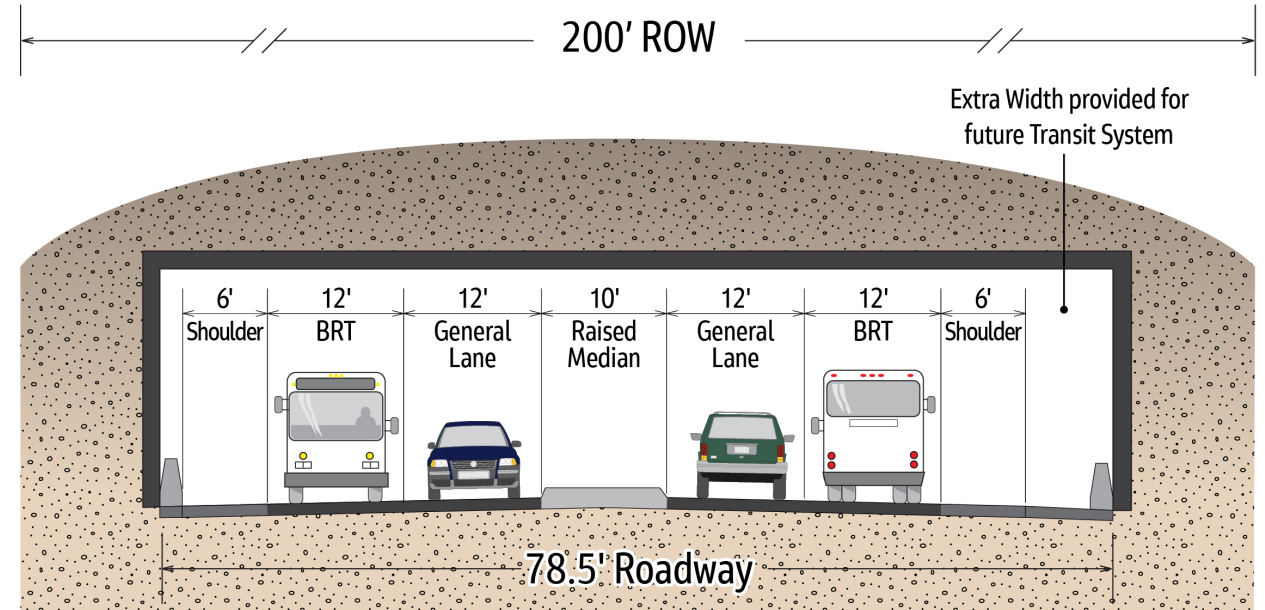 200' ROW
Extra Width provided for
future Transit System
6'
Shoulder
12'
BRT
12'
General
Lane
10'
Raised
Median
12'
General
Lane
12'
BRT
6'
Shoulder
78.5' Roadway